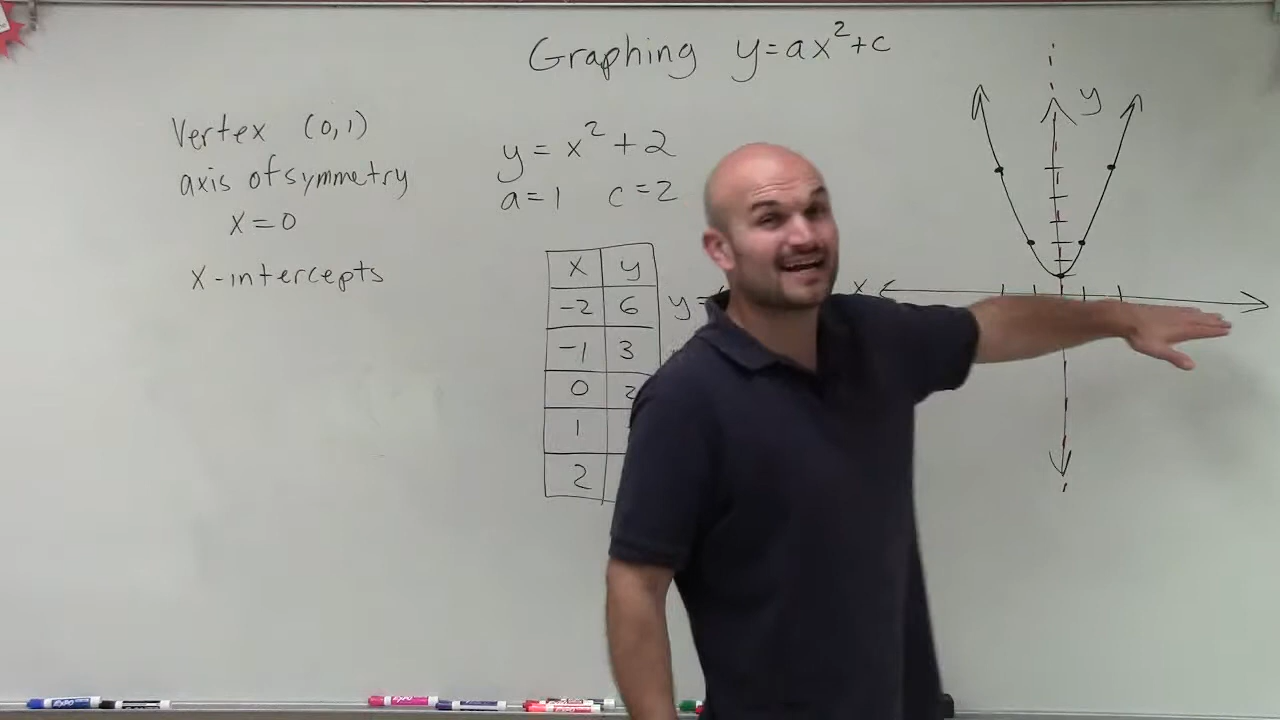 Graphing y=ax²+c
Vertex (0,1)
axis of symmetry
x=0
x-intercepts
y=x²+2
a=1 c=2
x y
-2 6
-1 3
0 2
1
2
y=
x
y